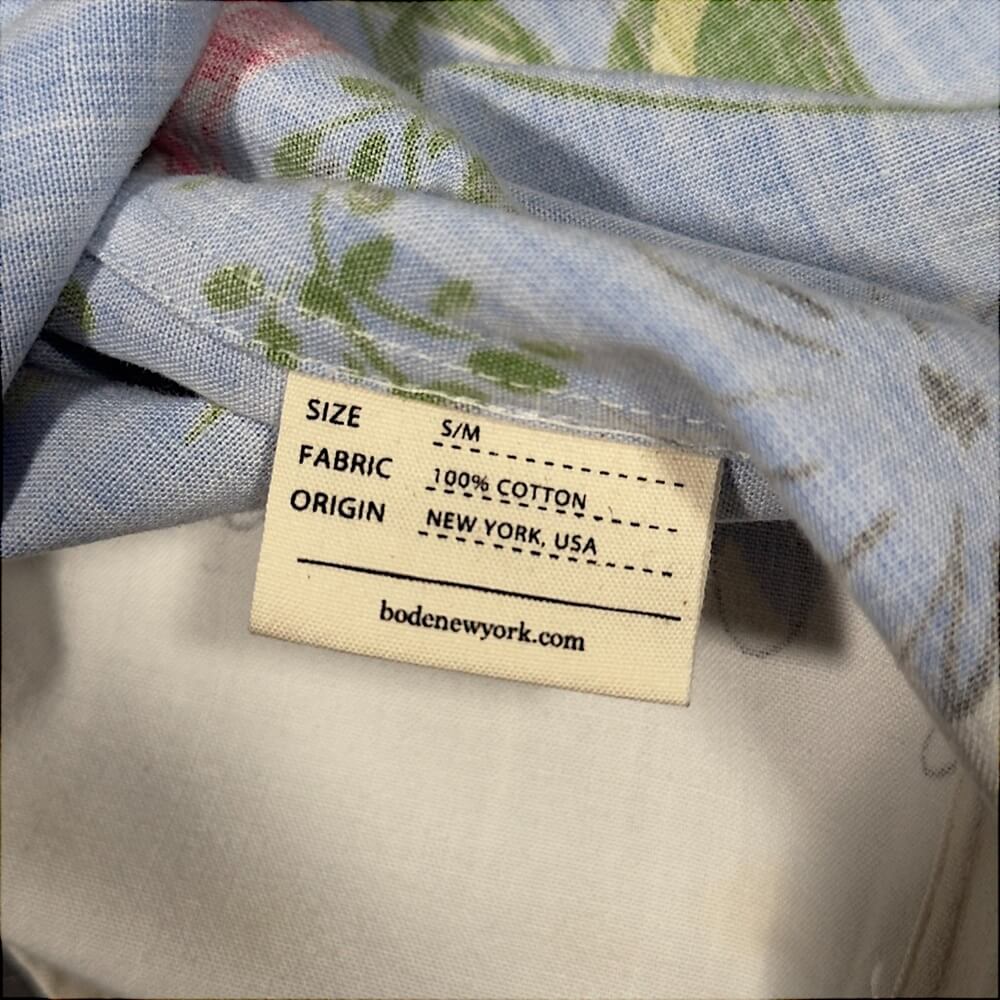 SIZE S/M
FABRIC 100% COTTON
ORIGIN NEW YORK, USA
bodenewyork.com